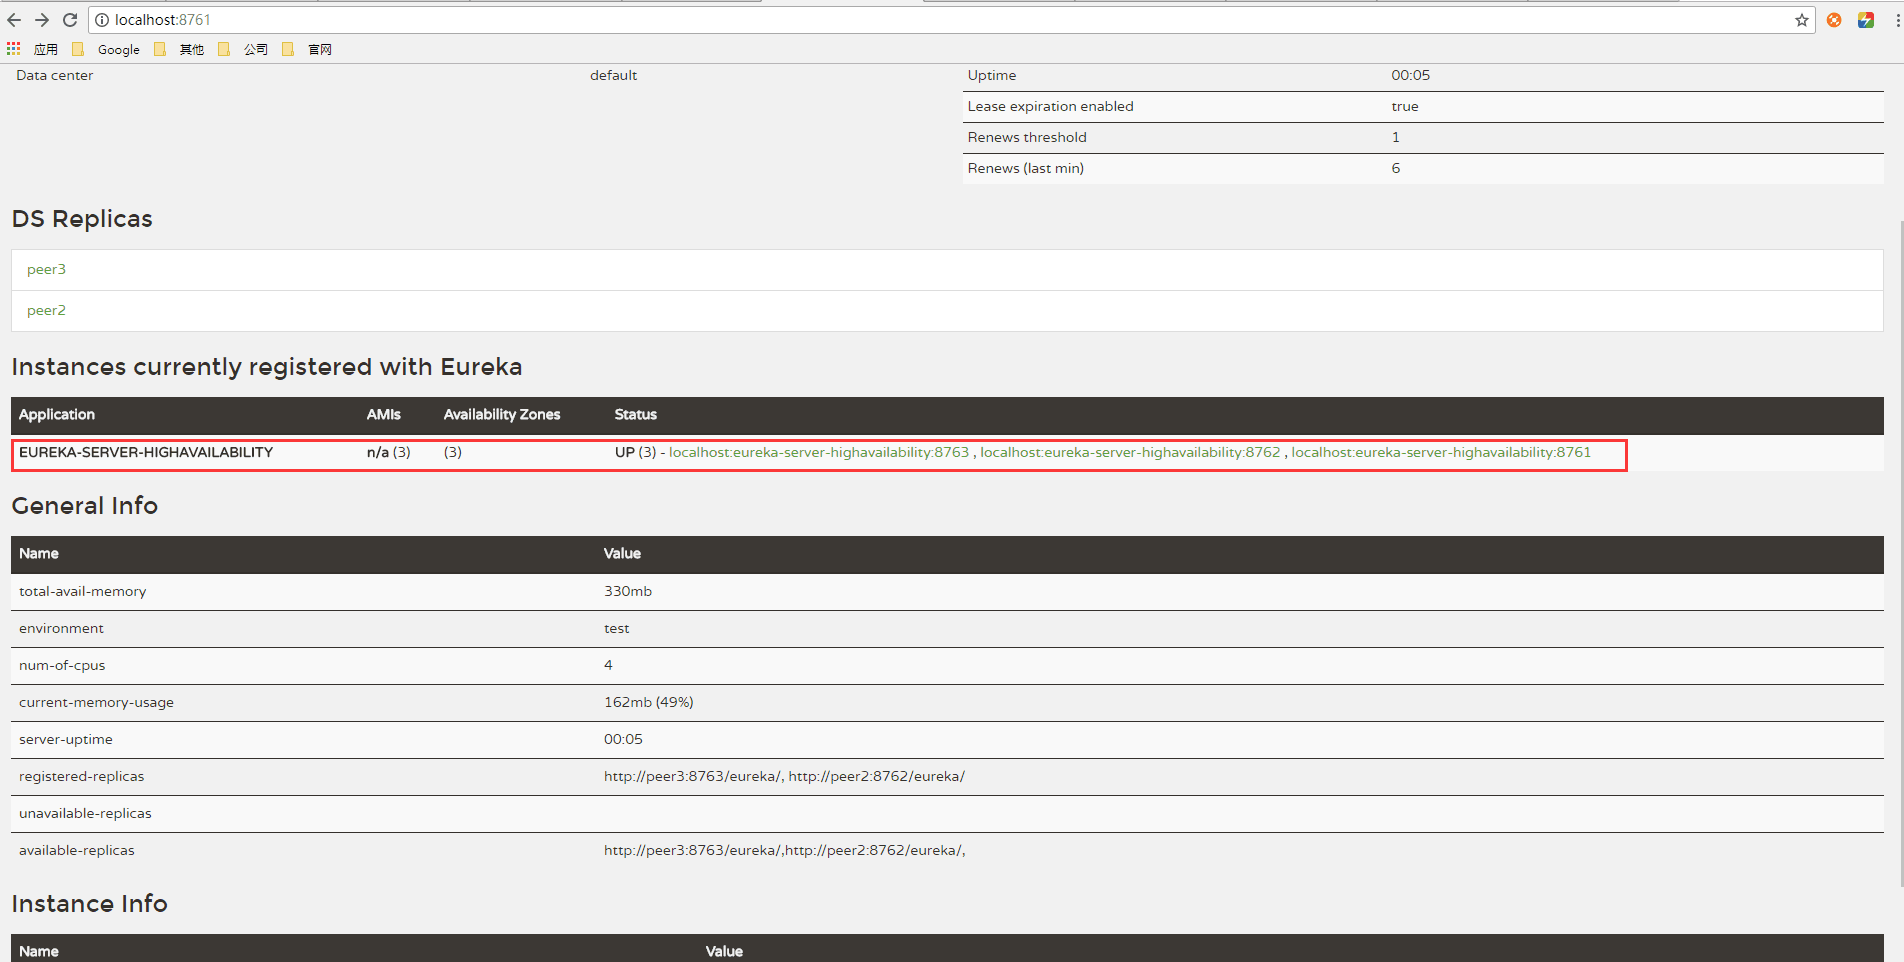 localhost:8761
应用 Google 其他 公司 官网
Data center default Uptime 00:05
Lease expiration enabled true
Renews threshold 1
Renews (last min) 6
DS Replicas
peer3
peer2
Instances currently registered with Eureka
Application AMIs Availability Zones Status
EUREKA-SERVER-HIGHAVAILABILITY n/a (3) (3) UP (3) - localhost:eureka-server-highavailability:8763 , localhost:eureka-server-highavailability:8762 , localhost:eureka-server-highavailability:8761
General Info
Name Value
total-avail-memory 330mb
environment test
num-of-cpus 4
current-memory-usage 162mb (49%)
server-uptime 00:05
registered-replicas http://peer3:8763/eureka/, http://peer2:8762/eureka/
unavailable-replicas
available-replicas http://peer3:8763/eureka/,http://peer2:8762/eureka/,
Instance Info
Name Value